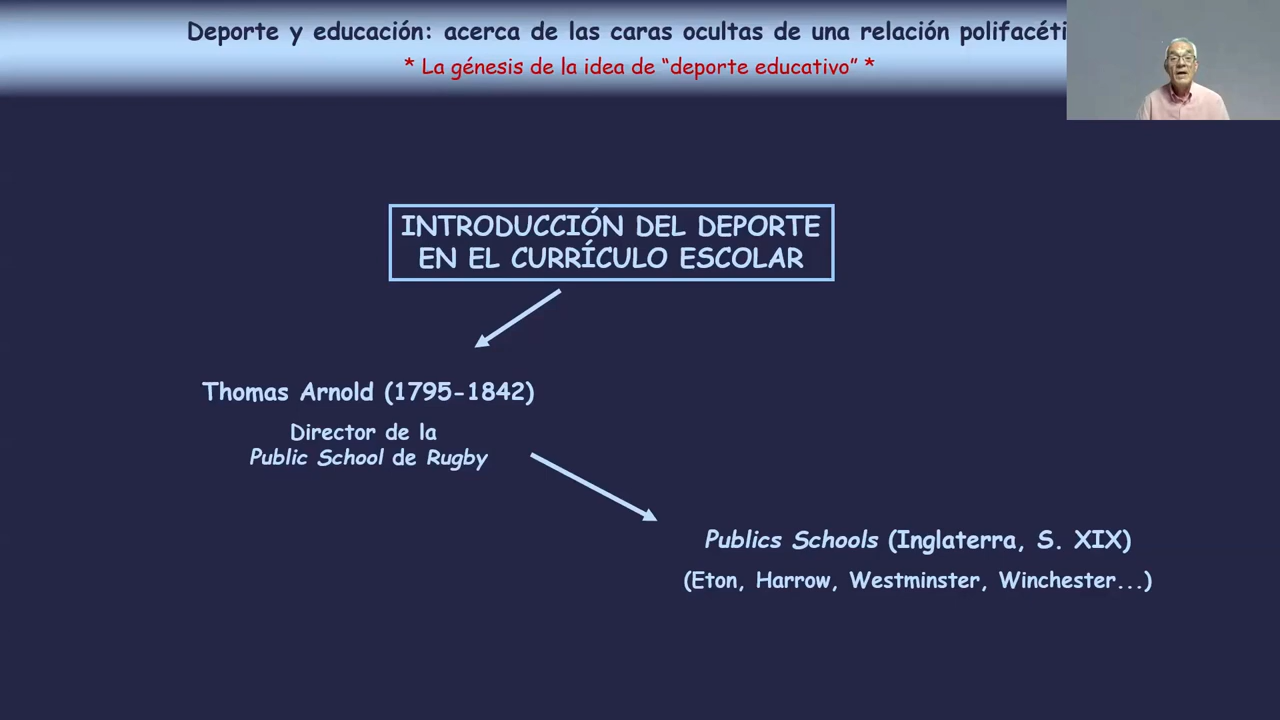 Deporte y educación: acerca de las caras ocultas de una relación polifacéti
* La génesis de la idea de “deporte educativo” *
INTRODUCCIÓN DEL DEPORTE
EN EL CURRÍCULO ESCOLAR
Thomas Arnold (1795-1842)
Director de la
Public School de Rugby
Publics Schools (Inglaterra, S. XIX)
(Eton, Harrow, Westminster, Winchester...)